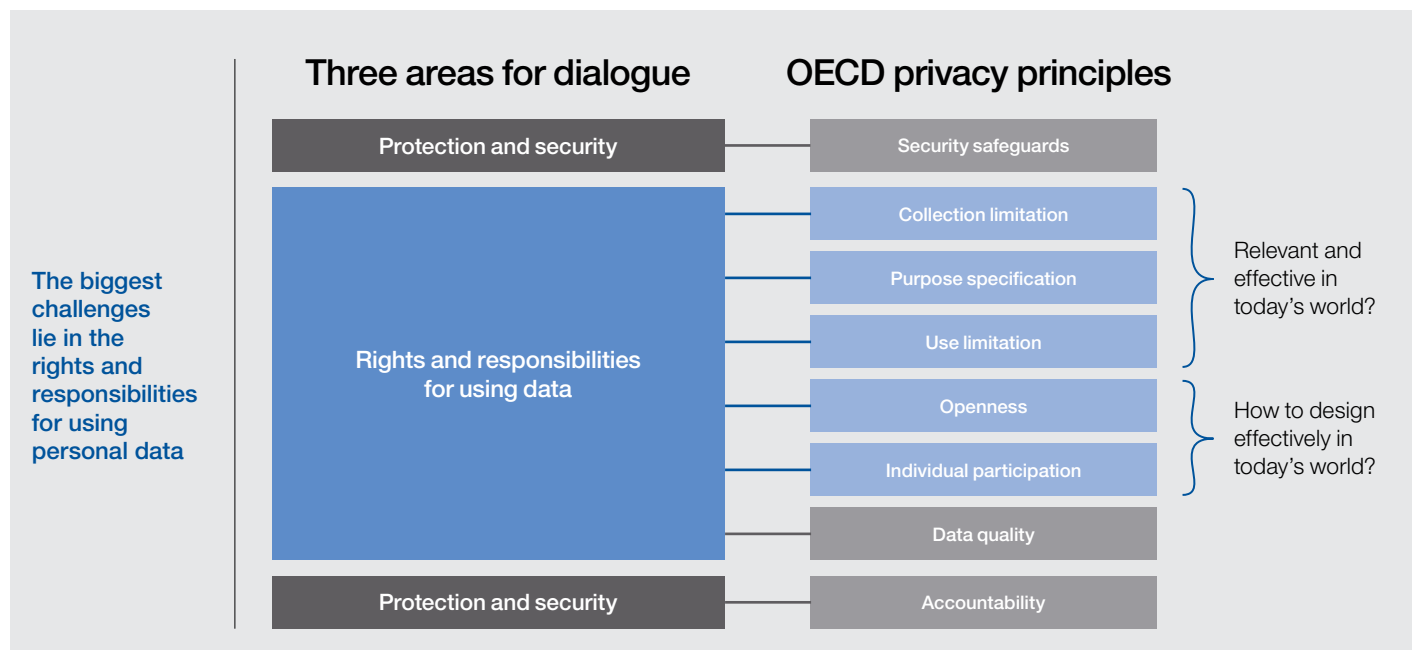 Three areas for dialogue
OECD privacy principles
The biggest
challenges
lie in the
rights and
responsibilities
for using
personal data
Protection and security
Security safeguards
Rights and responsibilities
for using data
Collection limitation
Purpose specification
Use limitation
Openness
Individual participation
Data quality
Protection and security
Accountability
Relevant and
effective in
today’s world?
How to design
effectively in
today’s world?